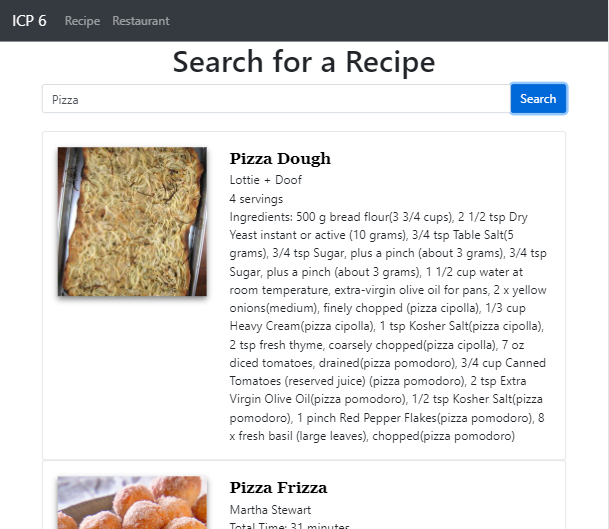 ICP 6 Recipe Restaurant
Search for a Recipe
Pizza Search
Pizza Dough
Lottie + Doof
4 servings
Ingredients: 500 g bread flour(3 3/4 cups), 2 1/2 tsp Dry
Yeast instant or active (10 grams), 3/4 tsp Table Salt(5
grams), 3/4 tsp Sugar, plus a pinch (about 3 grams), 3/4 tsp
Sugar, plus a pinch (about 3 grams), 1 1/2 cup water at
room temperature, extra-virgin olive oil for pans, 2 x yellow
onions(medium), finely chopped (pizza cipolla), 1/3 cup
Heavy Cream(pizza cipolla), 1 tsp Kosher Salt(pizza cipolla),
2 tsp fresh thyme, coarsely chopped(pizza cipolla), 7 oz
diced tomatoes, drained(pizza pomodoro), 3/4 cup Canned
Tomatoes (reserved juice) (pizza pomodoro), 2 tsp Extra
Virgin Olive Oil(pizza pomodoro), 1/2 tsp Kosher Salt(pizza
pomodoro), 1 pinch Red Pepper Flakes(pizza pomodoro), 8
x fresh basil (large leaves), chopped(pizza pomodoro)
Pizza Frizza
Martha Stewart
Total Time: 31 minutes